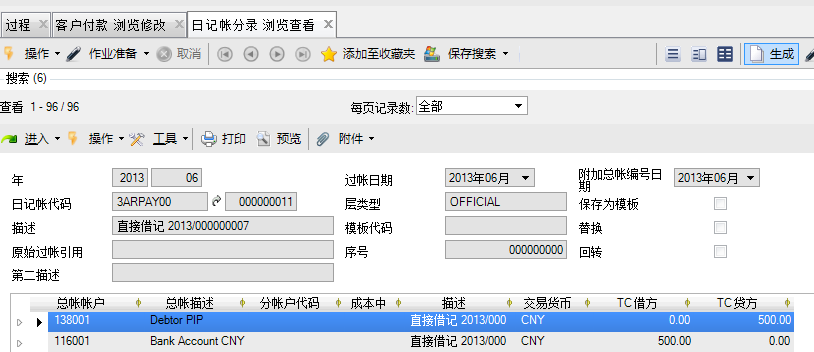 过程 客户付款 浏览修改 日记帐分录 浏览查看
操作 作业准备 取消 添加至收藏夹 保存搜索 生成
搜索 (6)
查看 1 - 96 / 96 每页记录数: 全部
进入 操作 工具 打印 预览 附件
年 2013 06 过帐日期 2013年06月 附加总帐编号日期 2013年06月
日记帐代码 3ARPAY00 000000011 层类型 OFFICIAL 保存为模板
描述 直接借记 2013/000000007 模板代码 替换
原始过帐引用 序号 000000000 回转
第二描述
总帐帐户 总帐描述 分帐户代码 成本中 描述 交易货币 TC 借方 TC 贷方
138001 Debtor PIP 直接借记 2013/000 CNY 0.00 500.00
116001 Bank Account CNY 直接借记 2013/000 CNY 500.00 0.00